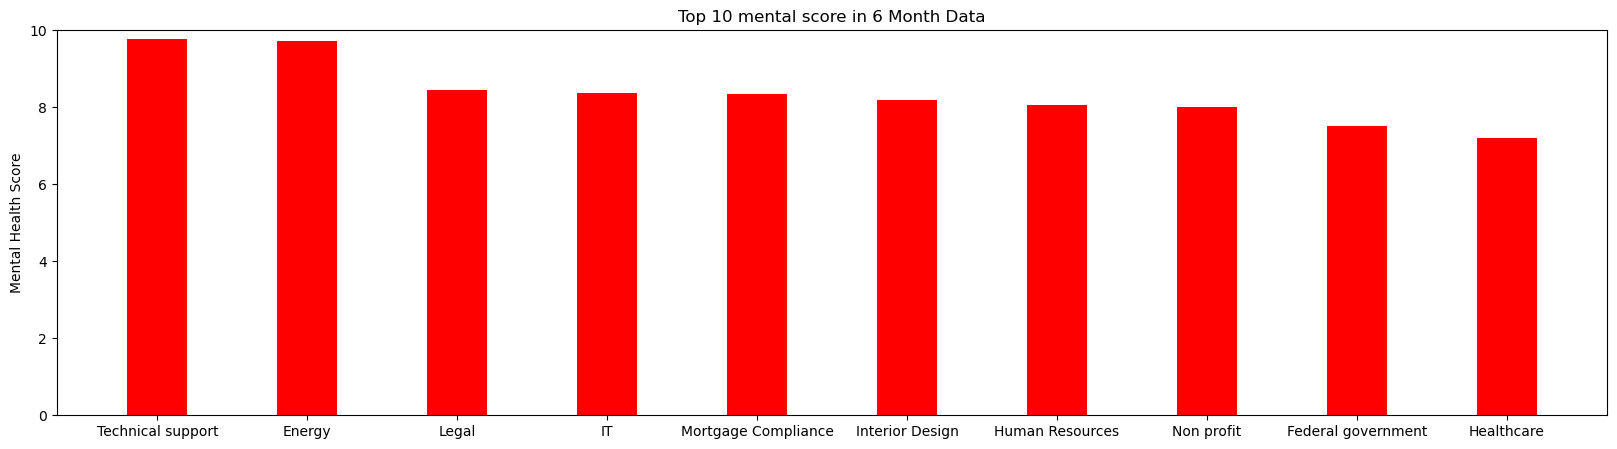 Top 10 mental score in 6 Month Data
Mental Health Score
10
8
6
4
2
0
Technical support Energy Legal IT Mortgage Compliance Interior Design Human Resources Non profit Federal government Healthcare